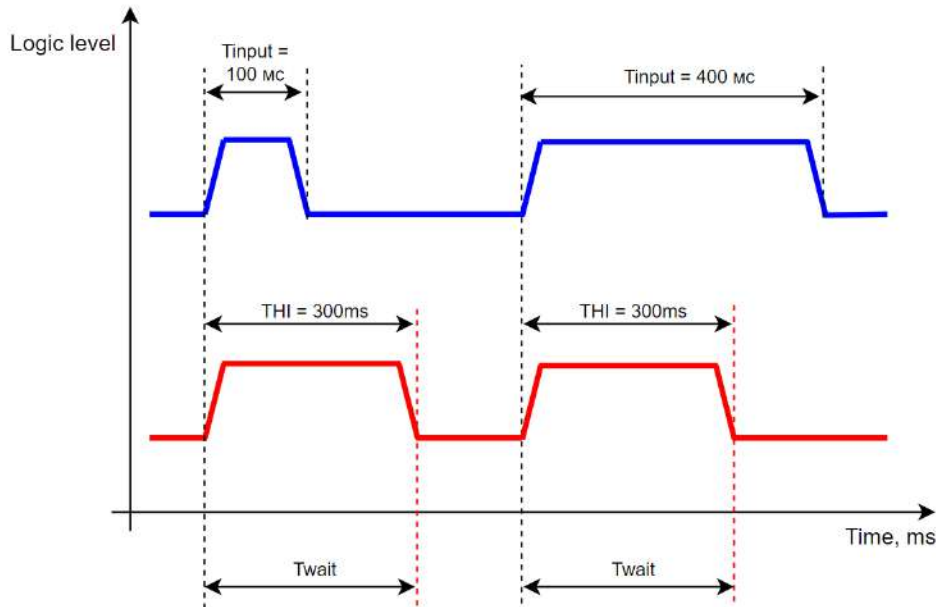 Logic level
Tinput =
100 мс
Tinput = 400 мс
THI = 300ms
THI = 300ms
Time, ms
Twait
Twait